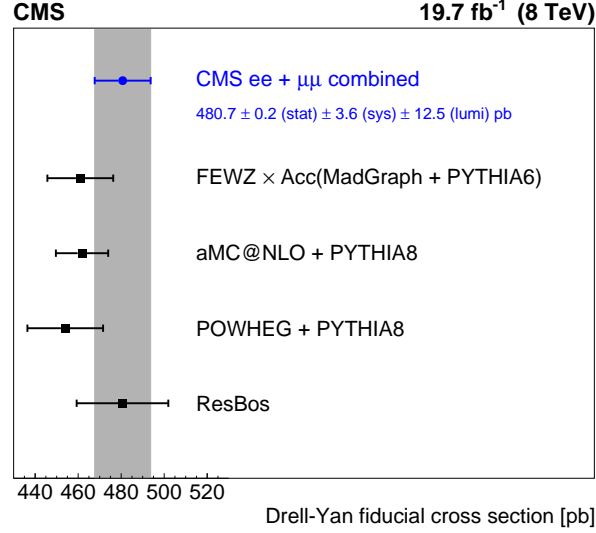 CMS 19.7 fb⁻¹ (8 TeV)
CMS ee + μμ combined
480.7 ± 0.2 (stat) ± 3.6 (sys) ± 12.5 (lumi) pb
FEWZ × Acc(MadGraph + PYTHIA6)
aMC@NLO + PYTHIA8
POWHEG + PYTHIA8
ResBos
440 460 480 500 520
Drell-Yan fiducial cross section [pb]